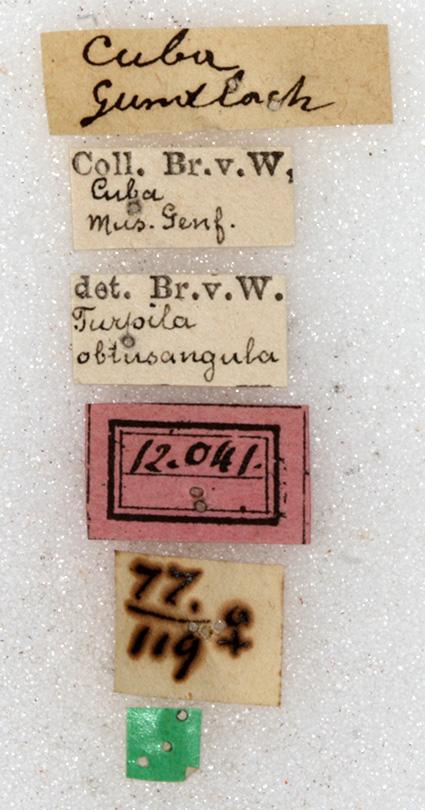 Cuba
Gundlach
Coll. Br.v.W,
Cuba
Mus. Genf.
det. Br.v.W.
Turpila
obtusangula
12.041.
77.
119